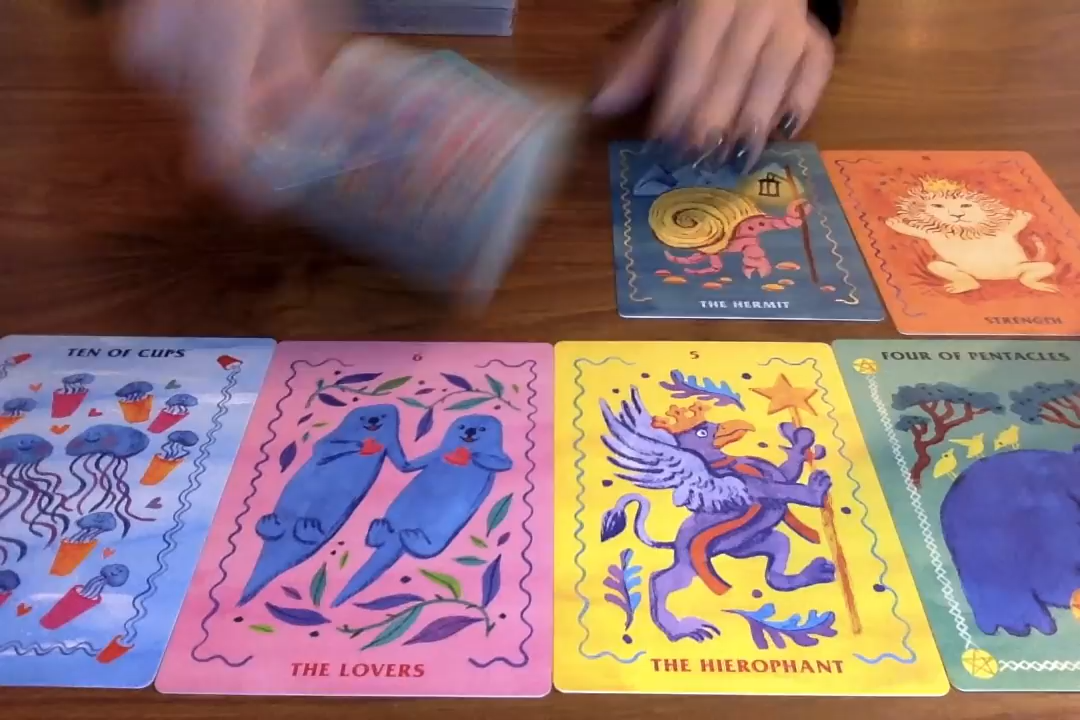 THE HERMIT
STRENGTH
TEN OF CUPS
6
THE LOVERS
5
THE HIEROPHANT
FOUR OF PENTACLES